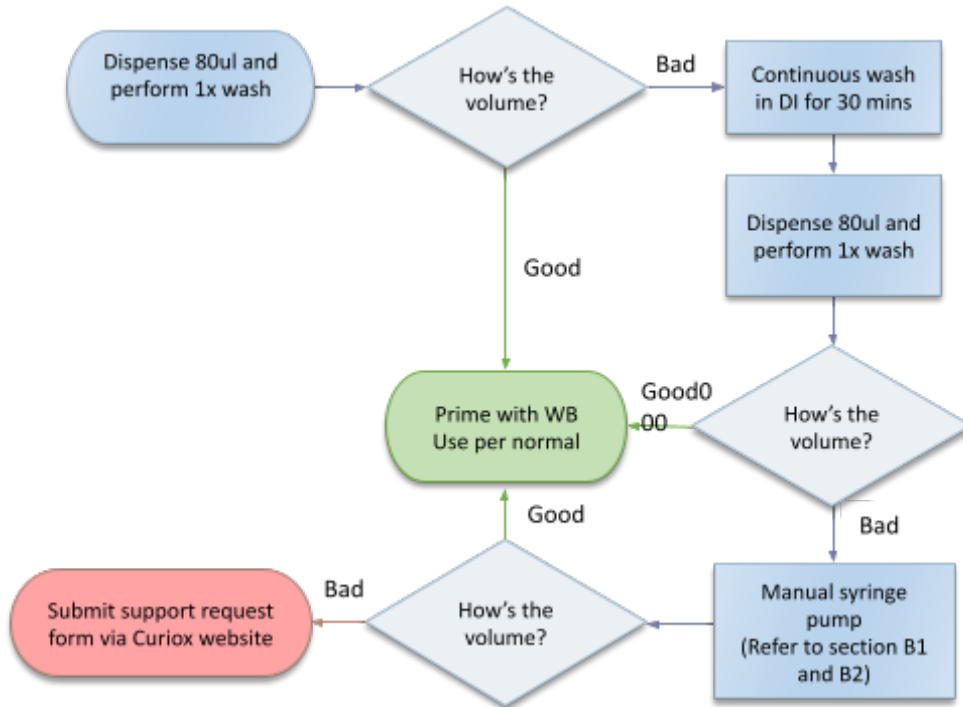 Dispense 80ul and
perform 1x wash
How's the
volume?
Bad
Continuous wash
in DI for 30 mins
Dispense 80ul and
perform 1x wash
Good
Prime with WB
Use per normal
Good0
00
How's the
volume?
Bad
Manual syringe
pump
(Refer to section B1
and B2)
How's the
volume?
Good
Bad
Submit support request
form via Curiox website